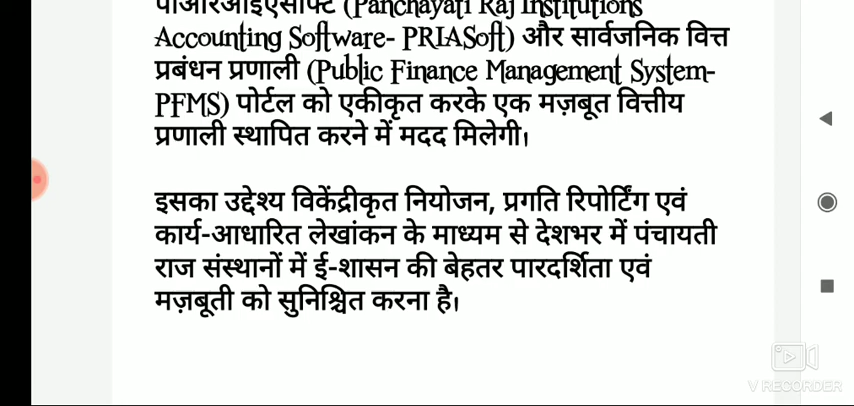 पीआरआईएसॉफ्ट (Panchayati Raj Institutions
Accounting Software- PRIASoft) और सार्वजनिक वित्त
प्रबंधन प्रणाली (Public Finance Management System-
PFMS) पोर्टल को एकीकृत करके एक मज़बूत वित्तीय
प्रणाली स्थापित करने में मदद मिलेगी।
इसका उद्देश्य विकेंद्रीकृत नियोजन, प्रगति रिपोर्टिंग एवं
कार्य-आधारित लेखांकन के माध्यम से देशभर में पंचायती
राज संस्थानों में ई-शासन की बेहतर पारदर्शिता एवं
मज़बूती को सुनिश्चित करना है।
V RECORDER